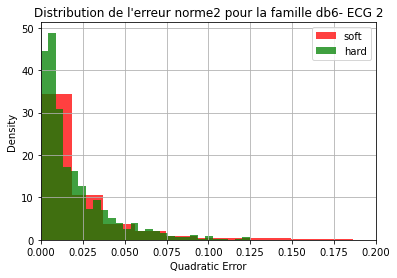 Distribution de l'erreur norme2 pour la famille db6- ECG 2
soft
hard
50
40
30
20
10
0
Density
0.000 0.025 0.050 0.075 0.100 0.125 0.150 0.175 0.200
Quadratic Error